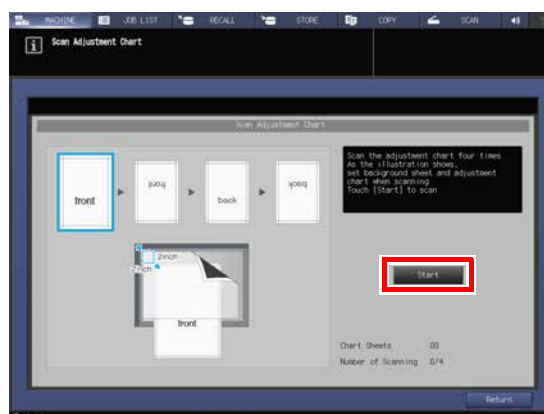 MACHINE JOB LIST RECALL STORE COPY SCAN
i Scan Adjustment Chart
Scan Adjustment Chart
Scan the adjustment chart four times
As the illustration shows,
set background sheet and adjustment
chart when scanning
Touch [Start] to scan
front front back back
2inch
2inch
front
Start
Chart Sheets 00
Number of Scanning 0/4
Return